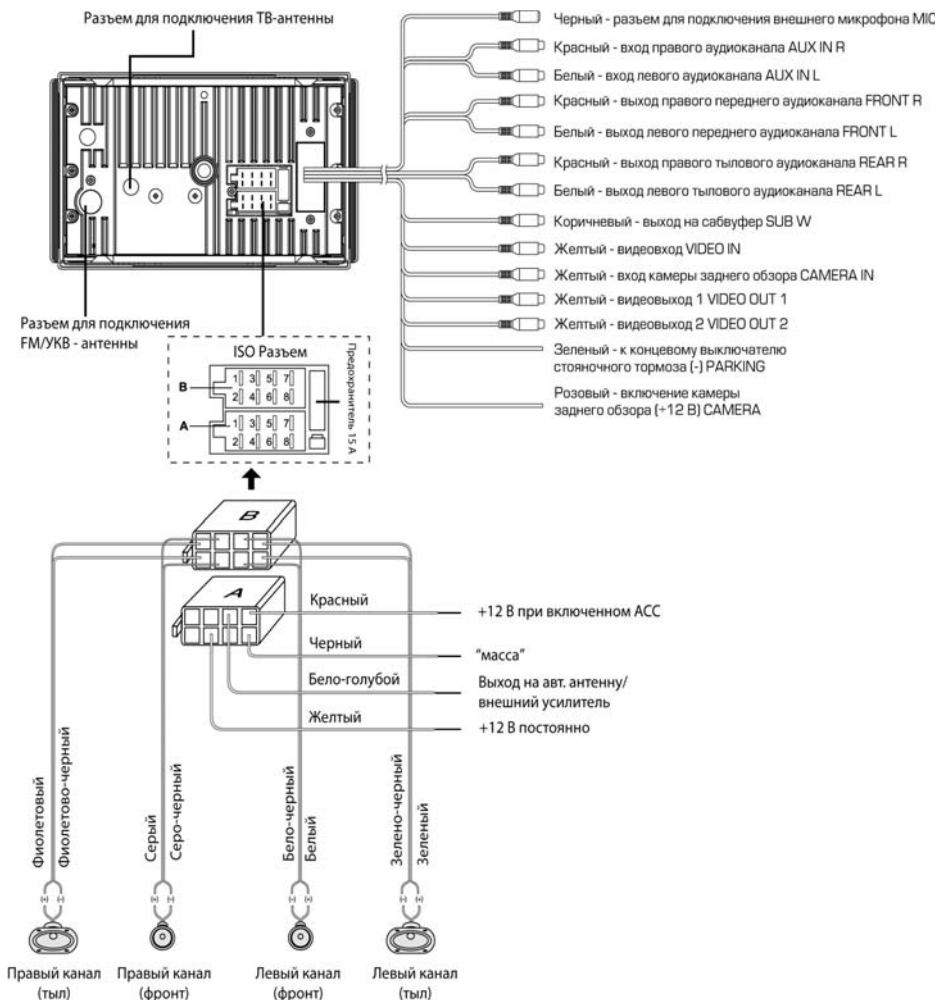 Разъем для подключения ТВ-антенны
Черный - разъем для подключения внешнего микрофона MIC
Красный - вход правого аудиоканала AUX IN R
Белый - вход левого аудиоканала AUX IN L
Красный - выход правого переднего аудиоканала FRONT R
Белый - выход левого переднего аудиоканала FRONT L
Красный - выход правого тылового аудиоканала REAR R
Белый - выход левого тылового аудиоканала REAR L
Коричневый - выход на сабвуфер SUB W
Желтый - видеовход VIDEO IN
Желтый - вход камеры заднего обзора CAMERA IN
Желтый - видеовыход 1 VIDEO OUT 1
Желтый - видеовыход 2 VIDEO OUT 2
Зеленый - к концевому выключателю
стояночного тормоза (-) PARKING
Розовый - включение камеры
заднего обзора (+12 В) CAMERA
Разъем для подключения
FM/УКВ - антенны
ISO Разъем
Предохранитель 15 А
B
1 3 5 7
2 4 6 8
A
1 3 5 7
2 4 6 8
B
A
Красный
+12 В при включенном ACC
Черный
"масса"
Бело-голубой
Выход на авт. антенну/
внешний усилитель
Желтый
+12 В постоянно
Фиолетовый
Фиолетово-черный
Серый
Серо-черный
Бело-черный
Белый
Зелено-черный
Зеленый
Правый канал
(тыл)
Правый канал
(фронт)
Левый канал
(фронт)
Левый канал
(тыл)